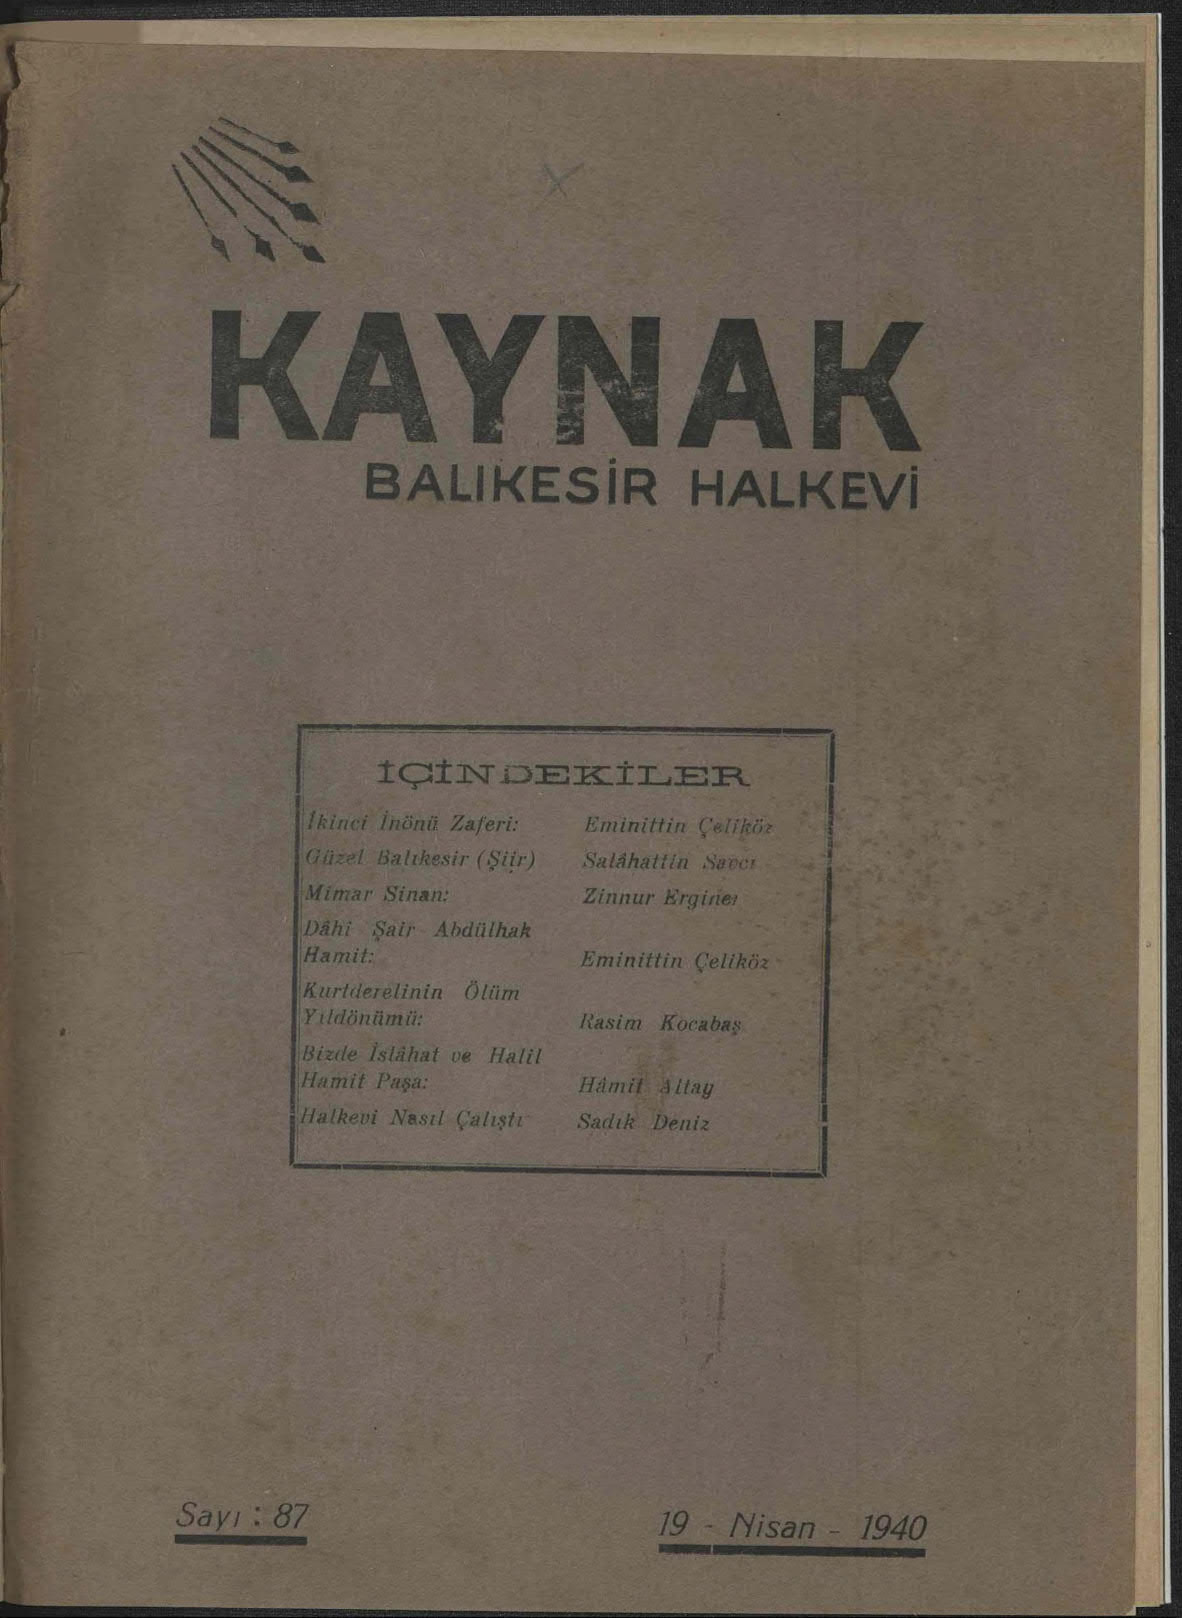 KAYNAK
BALIKESİR HALKEVİ
İÇİNDEKİLER
İkinci İnönü Zaferi: Eminittin Çeliköz
Güzel Balıkesir (Şiir) Salâhattin Savcı
Mimar Sinan: Zinnur Erginer
Dâhi Şair Abdülhak
Hamit: Eminittin Çeliköz
Kurtderelinin Ölüm
Yıldönümü: Rasim Kocabaş
Bizde İslâhat ve Halil
Hamit Paşa: Hâmit Altay
Halkevi Nasıl Çalıştı Sadık Deniz
Sayı : 87
19 - Nisan - 1940